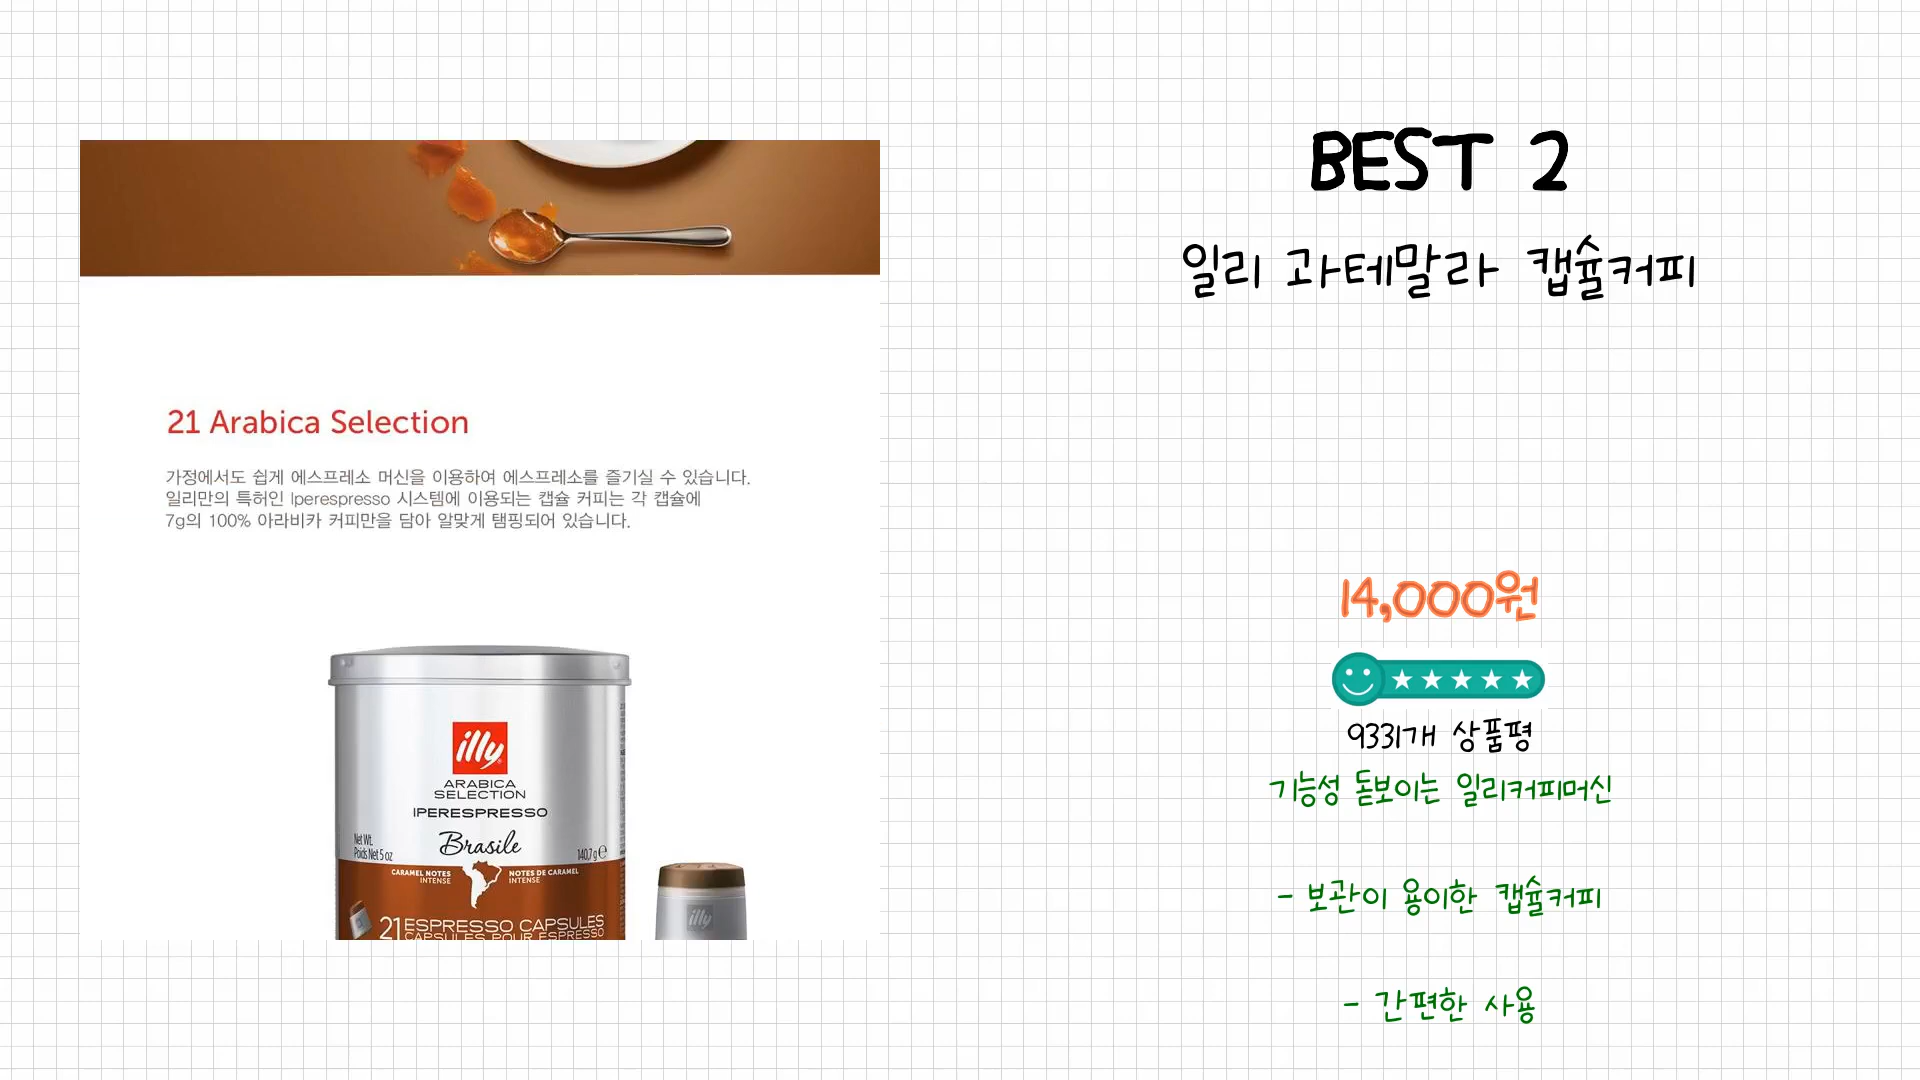 BEST 2
일리 과테말라 캡슐커피
21 Arabica Selection
가정에서도 쉽게 에스프레소 머신을 이용하여 에스프레소를 즐기실 수 있습니다.
일리만의 특허인 Iperespresso 시스템에 이용되는 캡슐 커피는 각 캡슐에
7g의 100% 아라비카 커피만을 담아 알맞게 탬핑되어 있습니다.
illy
ARABICA
SELECTION
IPERESPRESSO
Brasile
Net Wt.
Poids Net 5 oz
140,7 g e
CARAMEL NOTES
INTENSE
NOTES DE CARAMEL
INTENSE
21 ESPRESSO CAPSULES
CAPSULES POUR ESPRESSO
illy
14,000원
9331개 상품평
기능성 돋보이는 일리커피머신
- 보관이 용이한 캡슐커피
- 간편한 사용